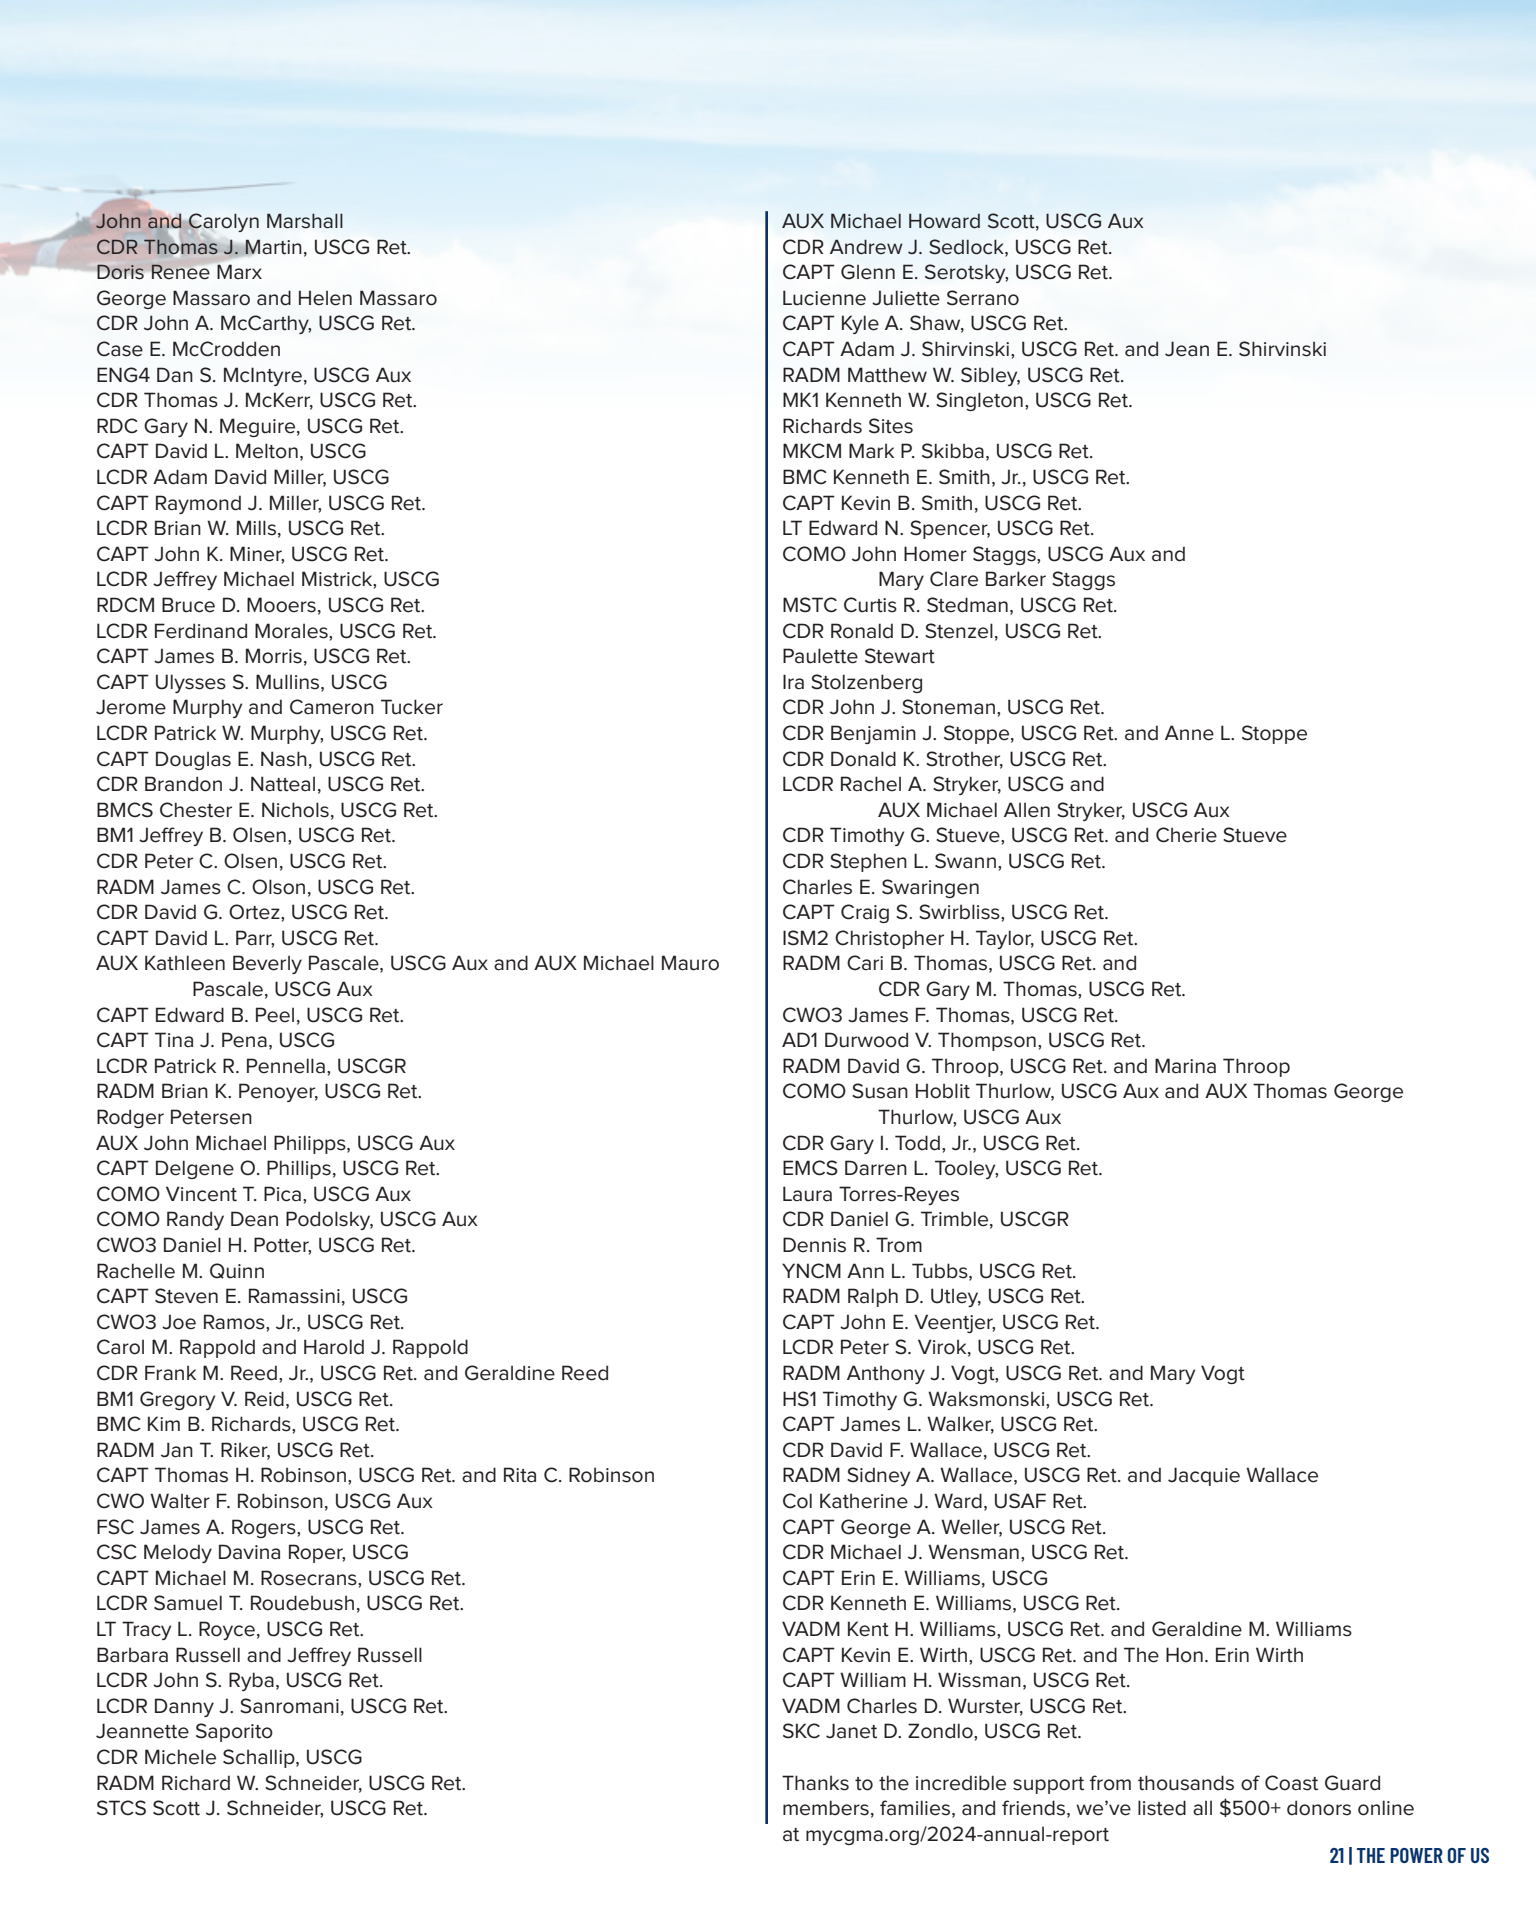 John and Carolyn Marshall
CDR Thomas J. Martin, USCG Ret.
Doris Renee Marx
George Massaro and Helen Massaro
CDR John A. McCarthy, USCG Ret.
Case E. McCrodden
ENG4 Dan S. McIntyre, USCG Aux
CDR Thomas J. McKerr, USCG Ret.
RDC Gary N. Meguire, USCG Ret.
CAPT David L. Melton, USCG
LCDR Adam David Miller, USCG
CAPT Raymond J. Miller, USCG Ret.
LCDR Brian W. Mills, USCG Ret.
CAPT John K. Miner, USCG Ret.
LCDR Jeffrey Michael Mistrick, USCG
RDCM Bruce D. Mooers, USCG Ret.
LCDR Ferdinand Morales, USCG Ret.
CAPT James B. Morris, USCG Ret.
CAPT Ulysses S. Mullins, USCG
Jerome Murphy and Cameron Tucker
LCDR Patrick W. Murphy, USCG Ret.
CAPT Douglas E. Nash, USCG Ret.
CDR Brandon J. Natteal, USCG Ret.
BMCS Chester E. Nichols, USCG Ret.
BM1 Jeffrey B. Olsen, USCG Ret.
CDR Peter C. Olsen, USCG Ret.
RADM James C. Olson, USCG Ret.
CDR David G. Ortez, USCG Ret.
CAPT David L. Parr, USCG Ret.
AUX Kathleen Beverly Pascale, USCG Aux and AUX Michael Mauro
Pascale, USCG Aux
CAPT Edward B. Peel, USCG Ret.
CAPT Tina J. Pena, USCG
LCDR Patrick R. Pennella, USCGR
RADM Brian K. Penoyer, USCG Ret.
Rodger Petersen
AUX John Michael Philipps, USCG Aux
CAPT Delgene O. Phillips, USCG Ret.
COMO Vincent T. Pica, USCG Aux
COMO Randy Dean Podolsky, USCG Aux
CWO3 Daniel H. Potter, USCG Ret.
Rachelle M. Quinn
CAPT Steven E. Ramassini, USCG
CWO3 Joe Ramos, Jr., USCG Ret.
Carol M. Rappold and Harold J. Rappold
CDR Frank M. Reed, Jr., USCG Ret. and Geraldine Reed
BM1 Gregory V. Reid, USCG Ret.
BMC Kim B. Richards, USCG Ret.
RADM Jan T. Riker, USCG Ret.
CAPT Thomas H. Robinson, USCG Ret. and Rita C. Robinson
CWO Walter F. Robinson, USCG Aux
FSC James A. Rogers, USCG Ret.
CSC Melody Davina Roper, USCG
CAPT Michael M. Rosecrans, USCG Ret.
LCDR Samuel T. Roudebush, USCG Ret.
LT Tracy L. Royce, USCG Ret.
Barbara Russell and Jeffrey Russell
LCDR John S. Ryba, USCG Ret.
LCDR Danny J. Sanromani, USCG Ret.
Jeannette Saporito
CDR Michele Schallip, USCG
RADM Richard W. Schneider, USCG Ret.
STCS Scott J. Schneider, USCG Ret.
AUX Michael Howard Scott, USCG Aux
CDR Andrew J. Sedlock, USCG Ret.
CAPT Glenn E. Serotsky, USCG Ret.
Lucienne Juliette Serrano
CAPT Kyle A. Shaw, USCG Ret.
CAPT Adam J. Shirvinski, USCG Ret. and Jean E. Shirvinski
RADM Matthew W. Sibley, USCG Ret.
MK1 Kenneth W. Singleton, USCG Ret.
Richards Sites
MKCM Mark P. Skibba, USCG Ret.
BMC Kenneth E. Smith, Jr., USCG Ret.
CAPT Kevin B. Smith, USCG Ret.
LT Edward N. Spencer, USCG Ret.
COMO John Homer Staggs, USCG Aux and
Mary Clare Barker Staggs
MSTC Curtis R. Stedman, USCG Ret.
CDR Ronald D. Stenzel, USCG Ret.
Paulette Stewart
Ira Stolzenberg
CDR John J. Stoneman, USCG Ret.
CDR Benjamin J. Stoppe, USCG Ret. and Anne L. Stoppe
CDR Donald K. Strother, USCG Ret.
LCDR Rachel A. Stryker, USCG and
AUX Michael Allen Stryker, USCG Aux
CDR Timothy G. Stueve, USCG Ret. and Cherie Stueve
CDR Stephen L. Swann, USCG Ret.
Charles E. Swaringen
CAPT Craig S. Swirbliss, USCG Ret.
ISM2 Christopher H. Taylor, USCG Ret.
RADM Cari B. Thomas, USCG Ret. and
CDR Gary M. Thomas, USCG Ret.
CWO3 James F. Thomas, USCG Ret.
AD1 Durwood V. Thompson, USCG Ret.
RADM David G. Throop, USCG Ret. and Marina Throop
COMO Susan Hoblit Thurlow, USCG Aux and AUX Thomas George
Thurlow, USCG Aux
CDR Gary I. Todd, Jr., USCG Ret.
EMCS Darren L. Tooley, USCG Ret.
Laura Torres-Reyes
CDR Daniel G. Trimble, USCGR
Dennis R. Trom
YNCM Ann L. Tubbs, USCG Ret.
RADM Ralph D. Utley, USCG Ret.
CAPT John E. Veentjer, USCG Ret.
LCDR Peter S. Virok, USCG Ret.
RADM Anthony J. Vogt, USCG Ret. and Mary Vogt
HS1 Timothy G. Waksmonski, USCG Ret.
CAPT James L. Walker, USCG Ret.
CDR David F. Wallace, USCG Ret.
RADM Sidney A. Wallace, USCG Ret. and Jacquie Wallace
Col Katherine J. Ward, USAF Ret.
CAPT George A. Weller, USCG Ret.
CDR Michael J. Wensman, USCG Ret.
CAPT Erin E. Williams, USCG
CDR Kenneth E. Williams, USCG Ret.
VADM Kent H. Williams, USCG Ret. and Geraldine M. Williams
CAPT Kevin E. Wirth, USCG Ret. and The Hon. Erin Wirth
CAPT William H. Wissman, USCG Ret.
VADM Charles D. Wurster, USCG Ret.
SKC Janet D. Zondlo, USCG Ret.
Thanks to the incredible support from thousands of Coast Guard
members, families, and friends, we’ve listed all $500+ donors online
at mycgma.org/2024-annual-report
21 | THE POWER OF US